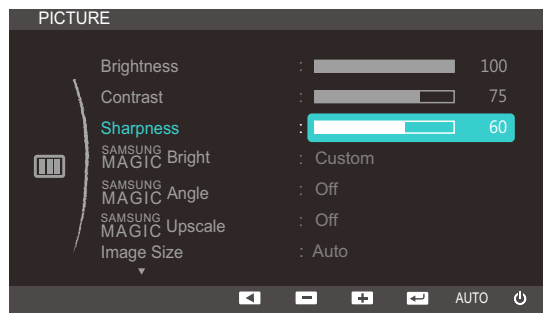 PICTURE
Brightness : 100
Contrast : 75
Sharpness : 60
SAMSUNG MAGIC Bright : Custom
SAMSUNG MAGIC Angle : Off
SAMSUNG MAGIC Upscale : Off
Image Size : Auto
AUTO